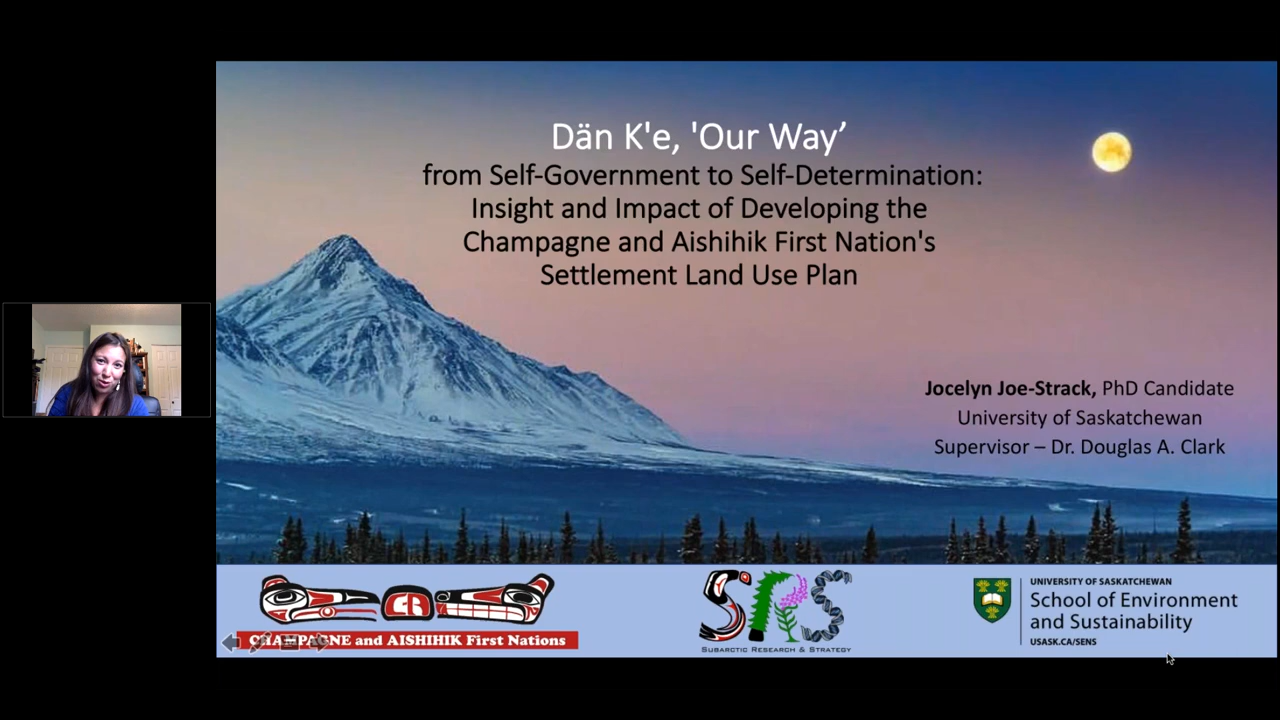 Dän K'e, 'Our Way’
from Self-Government to Self-Determination:
Insight and Impact of Developing the
Champagne and Aishihik First Nation's
Settlement Land Use Plan
Jocelyn Joe-Strack, PhD Candidate
University of Saskatchewan
Supervisor – Dr. Douglas A. Clark
CHAMPAGNE and AISHIHIK First Nations
SRS
SUBARCTIC RESEARCH & STRATEGY
UNIVERSITY OF SASKATCHEWAN
School of Environment
and Sustainability
USASK.CA/SENS